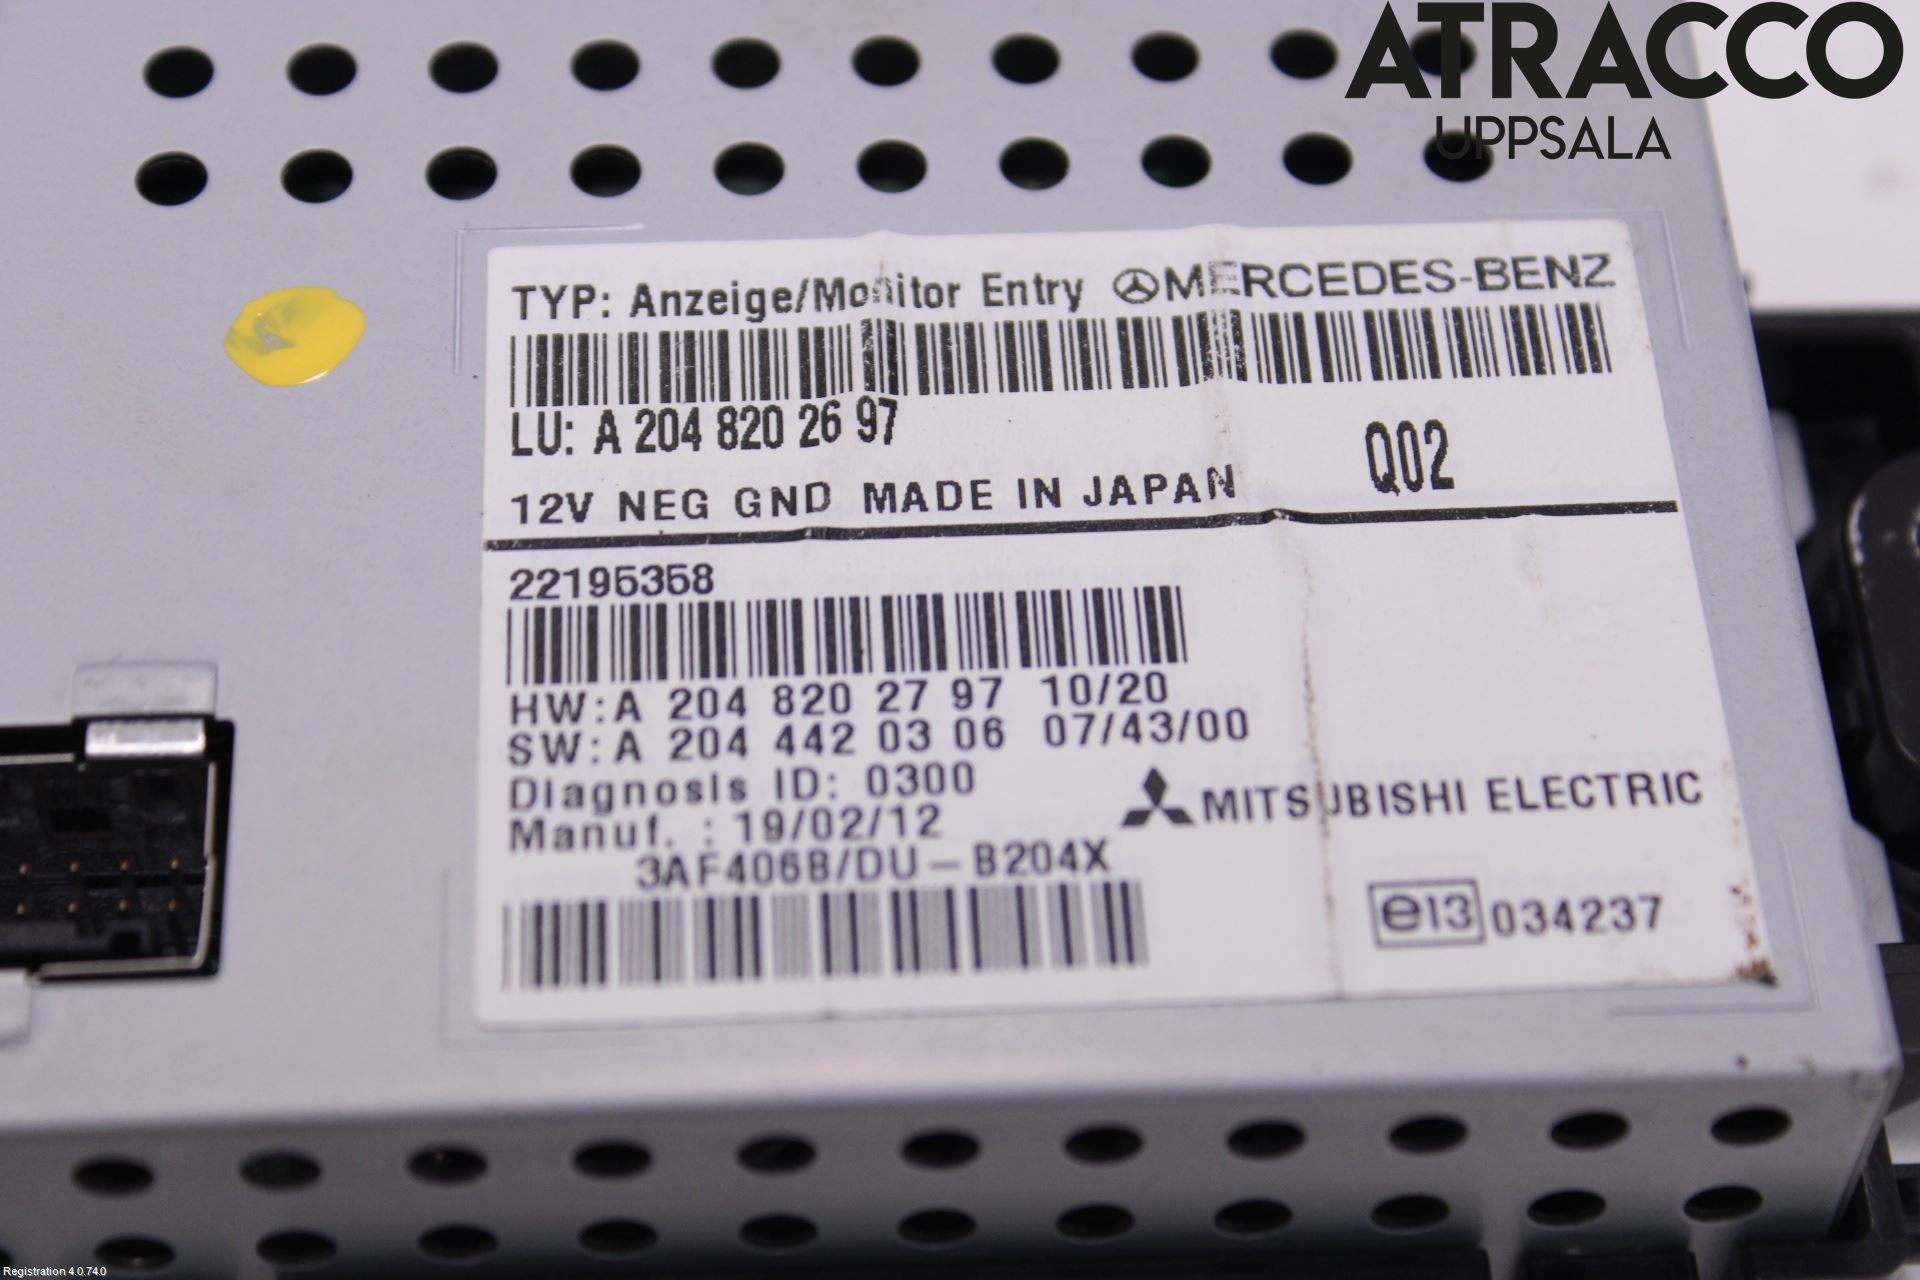 ATRACCO
UPPSALA
TYP: Anzeige/Monitor Entry MERCEDES-BENZ
LU: A 204 820 26 97
Q02
12V NEG GND MADE IN JAPAN
22195358
HW:A 204 820 27 97 10/20
SW:A 204 442 03 06 07/43/00
Diagnosis ID: 0300
Manuf. : 19/02/12
MITSUBISHI ELECTRIC
3AF406B/DU-B204X
e13 034237
Registration 4.0.74.0